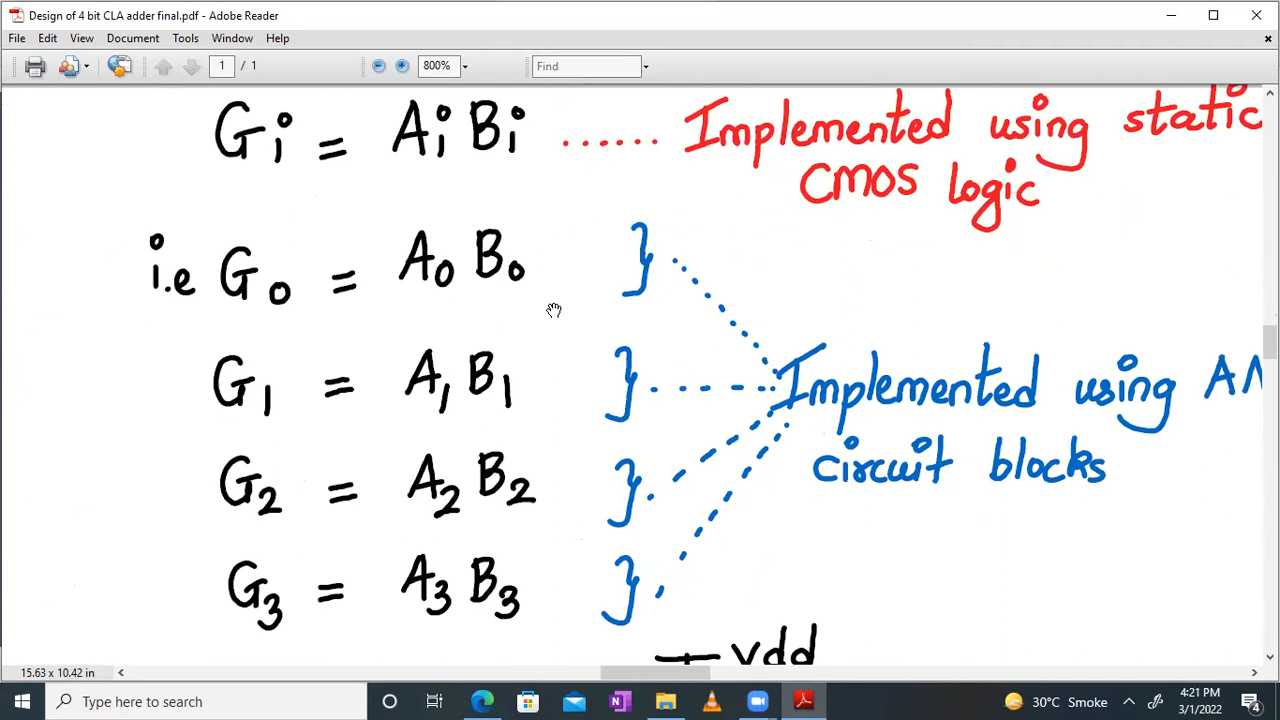 Design of 4 bit CLA adder final.pdf - Adobe Reader
File Edit View Document Tools Window Help
1 / 1 800% Find
Gi = Ai Bi ...... Implemented using static
CMOS logic
i.e G0 = A0 B0 }
G1 = A1 B1 } Implemented using
circuit blocks
G2 = A2 B2 }
G3 = A3 B3 }
Vdd
15.63 x 10.42 in
Type here to search
30°C Smoke
4:21 PM
3/1/2022
4